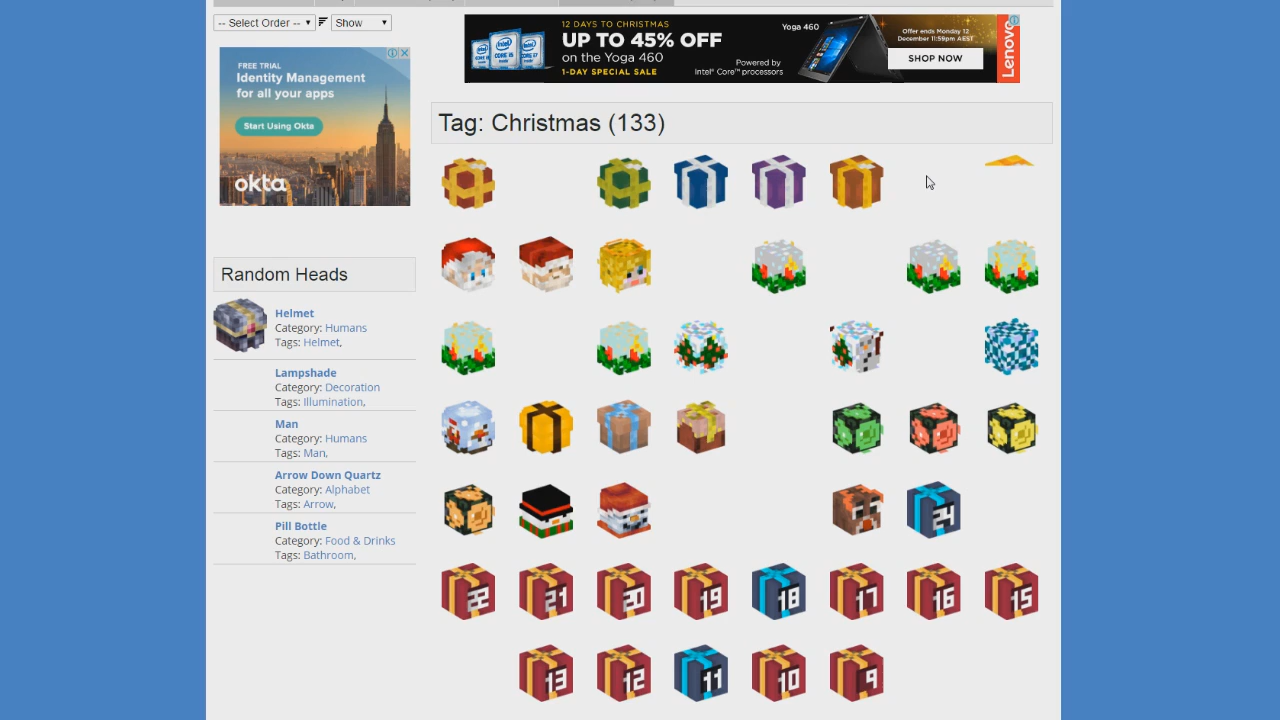 -- Select Order --
Show
12 DAYS TO CHRISTMAS
UP TO 45% OFF
on the Yoga 460
1-DAY SPECIAL SALE
Powered by
Intel® Core™ processors
Yoga 460
Offer ends Monday 12
December 11:59pm AEST
SHOP NOW
Lenovo
FREE TRIAL
Identity Management
for all your apps
Start Using Okta
okta
Tag: Christmas (133)
Random Heads
Helmet
Category: Humans
Tags: Helmet,
Lampshade
Category: Decoration
Tags: Illumination,
Man
Category: Humans
Tags: Man,
Arrow Down Quartz
Category: Alphabet
Tags: Arrow,
Pill Bottle
Category: Food & Drinks
Tags: Bathroom,
24
22
21
20
19
18
17
16
15
13
12
11
10
9